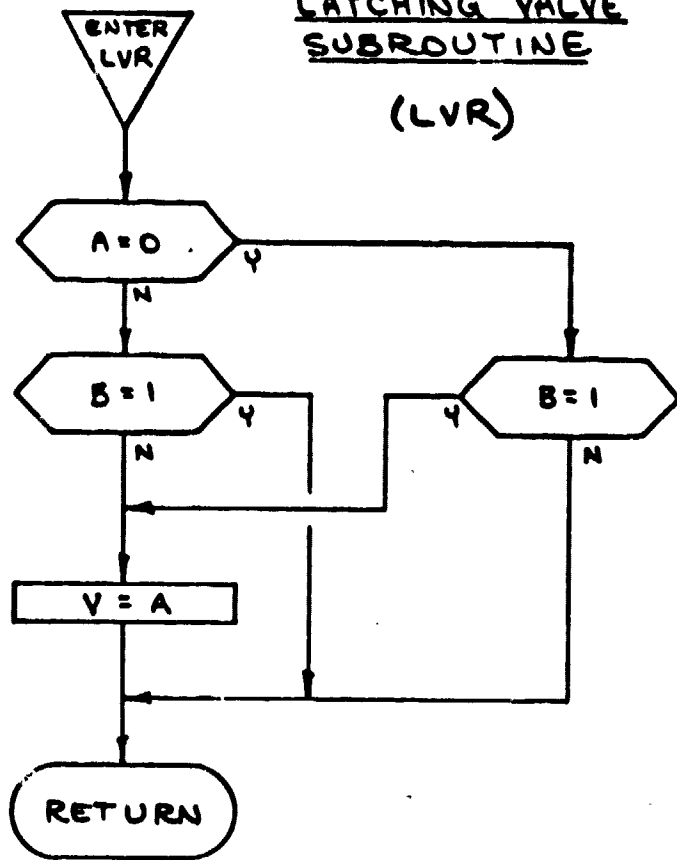 LATCHING VALVE
SUBROUTINE
(LVR)
ENTER
LVR
A = 0
Y
N
B = 1
Y
N
B = 1
Y
N
V = A
RETURN